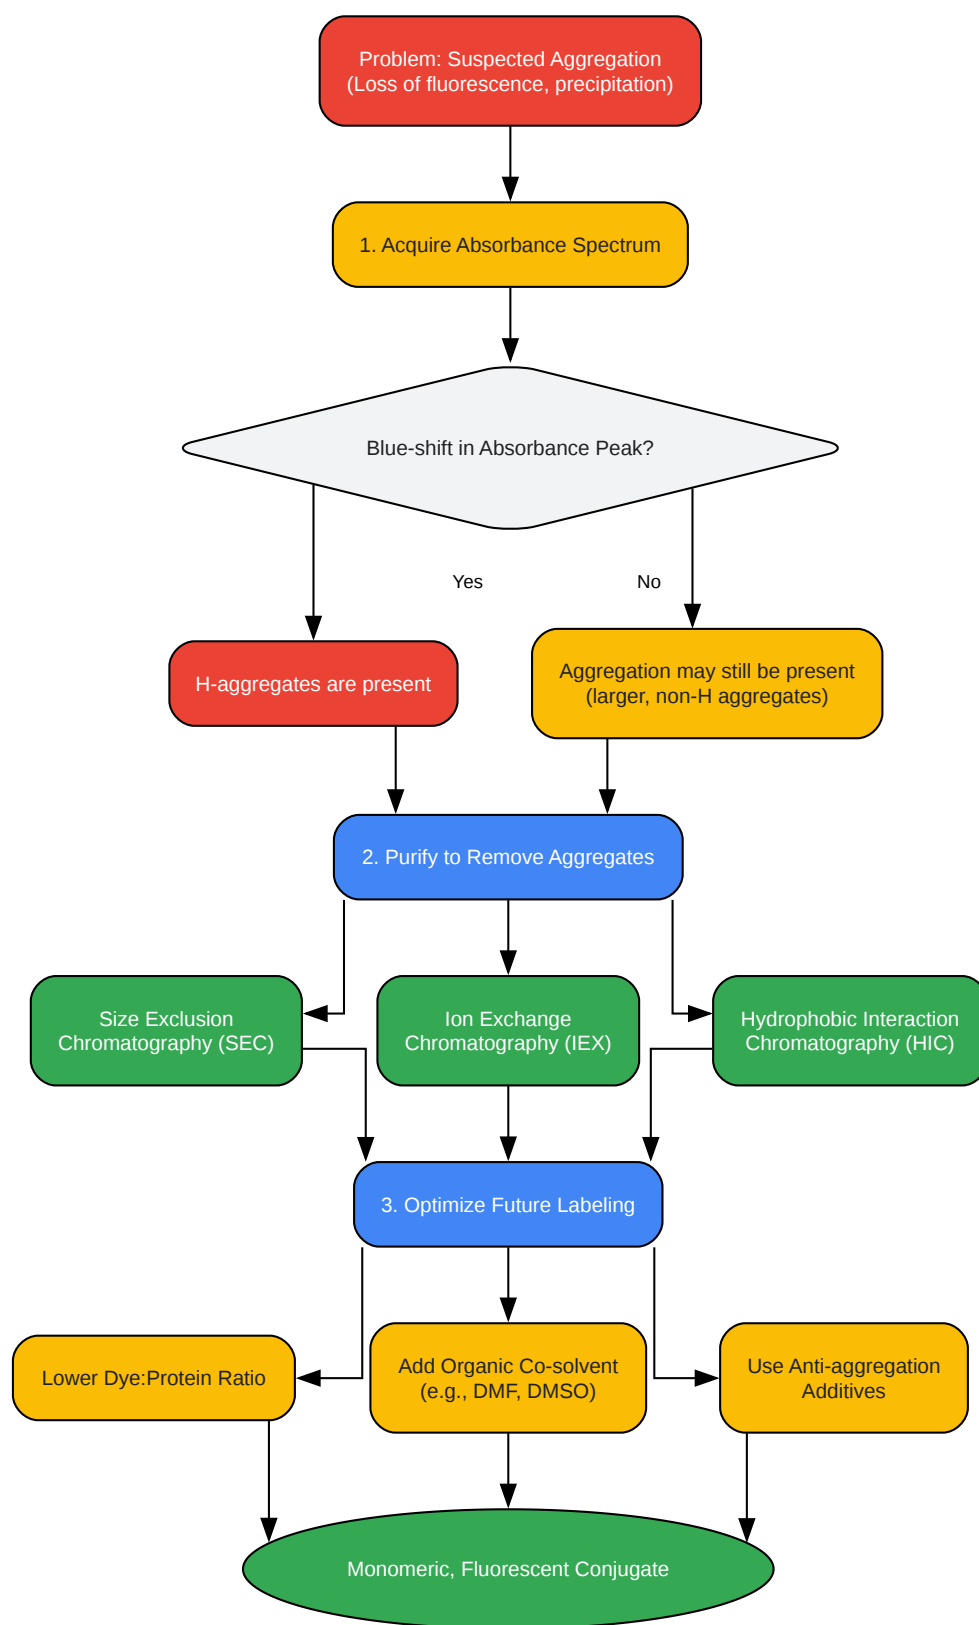 Problem: Suspected Aggregation
(Loss of fluorescence, precipitation)
1. Acquire Absorbance Spectrum
Blue-shift in Absorbance Peak?
Yes
No
H-aggregates are present
Aggregation may still be present
(larger, non-H aggregates)
2. Purify to Remove Aggregates
Size Exclusion
Chromatography (SEC)
Ion Exchange
Chromatography (IEX)
Hydrophobic Interaction
Chromatography (HIC)
3. Optimize Future Labeling
Lower Dye:Protein Ratio
Add Organic Co-solvent
(e.g., DMF, DMSO)
Use Anti-aggregation
Additives
Monomeric, Fluorescent Conjugate